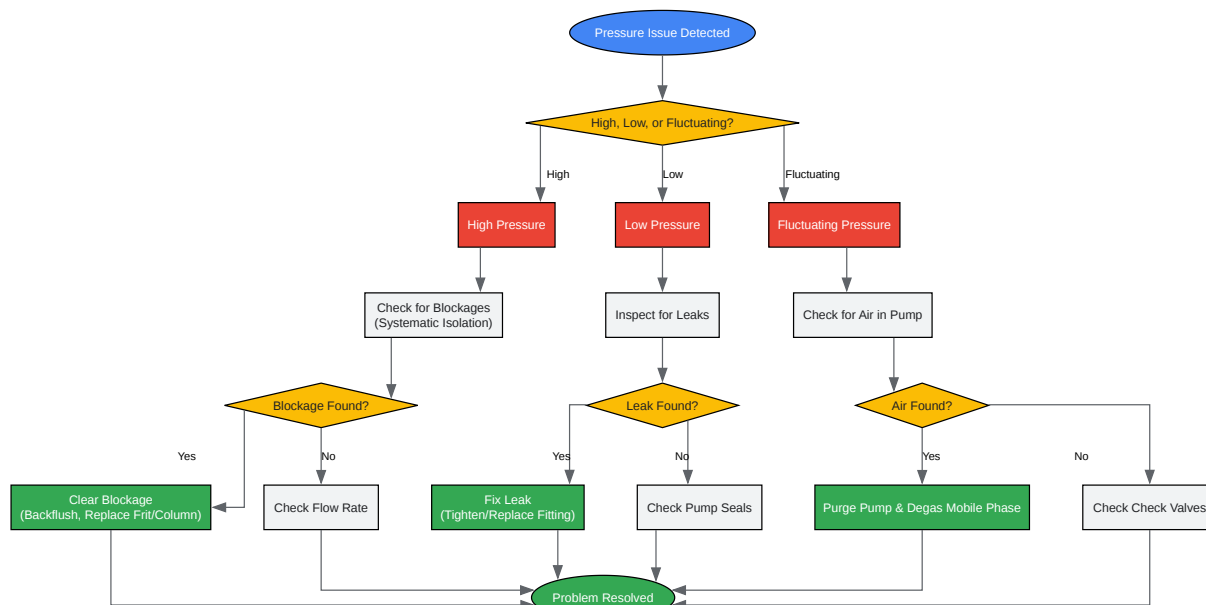 Pressure Issue Detected
High, Low, or Fluctuating?
High
Low
Fluctuating
High Pressure
Low Pressure
Fluctuating Pressure
Check for Blockages
(Systematic Isolation)
Inspect for Leaks
Check for Air in Pump
Blockage Found?
Leak Found?
Air Found?
Yes
No
Yes
No
Yes
No
Clear Blockage
(Backflush, Replace Frit/Column)
Check Flow Rate
Fix Leak
(Tighten/Replace Fitting)
Check Pump Seals
Purge Pump & Degas Mobile Phase
Check Check Valves
Problem Resolved